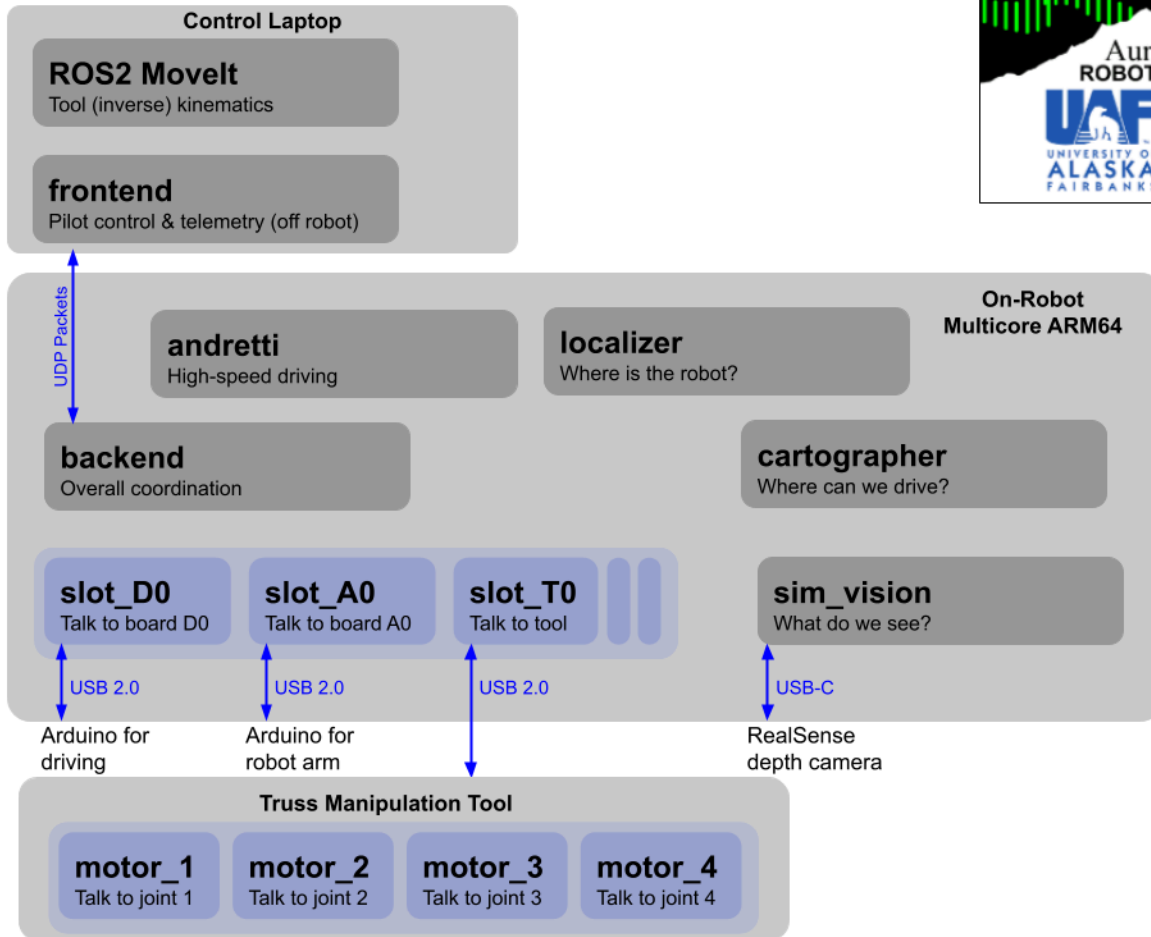 Control Laptop
ROS2 MoveIt
Tool (inverse) kinematics
frontend
Pilot control & telemetry (off robot)
UDP Packets
On-Robot
Multicore ARM64
andretti
High-speed driving
localizer
Where is the robot?
backend
Overall coordination
cartographer
Where can we drive?
slot_D0
Talk to board D0
slot_A0
Talk to board A0
slot_T0
Talk to tool
sim_vision
What do we see?
USB 2.0
USB 2.0
USB 2.0
USB-C
Arduino for
driving
Arduino for
robot arm
RealSense
depth camera
Truss Manipulation Tool
motor_1
Talk to joint 1
motor_2
Talk to joint 2
motor_3
Talk to joint 3
motor_4
Talk to joint 4
Aur
ROBOT
UAF
UNIVERSITY O
ALASKA
FAIRBANK